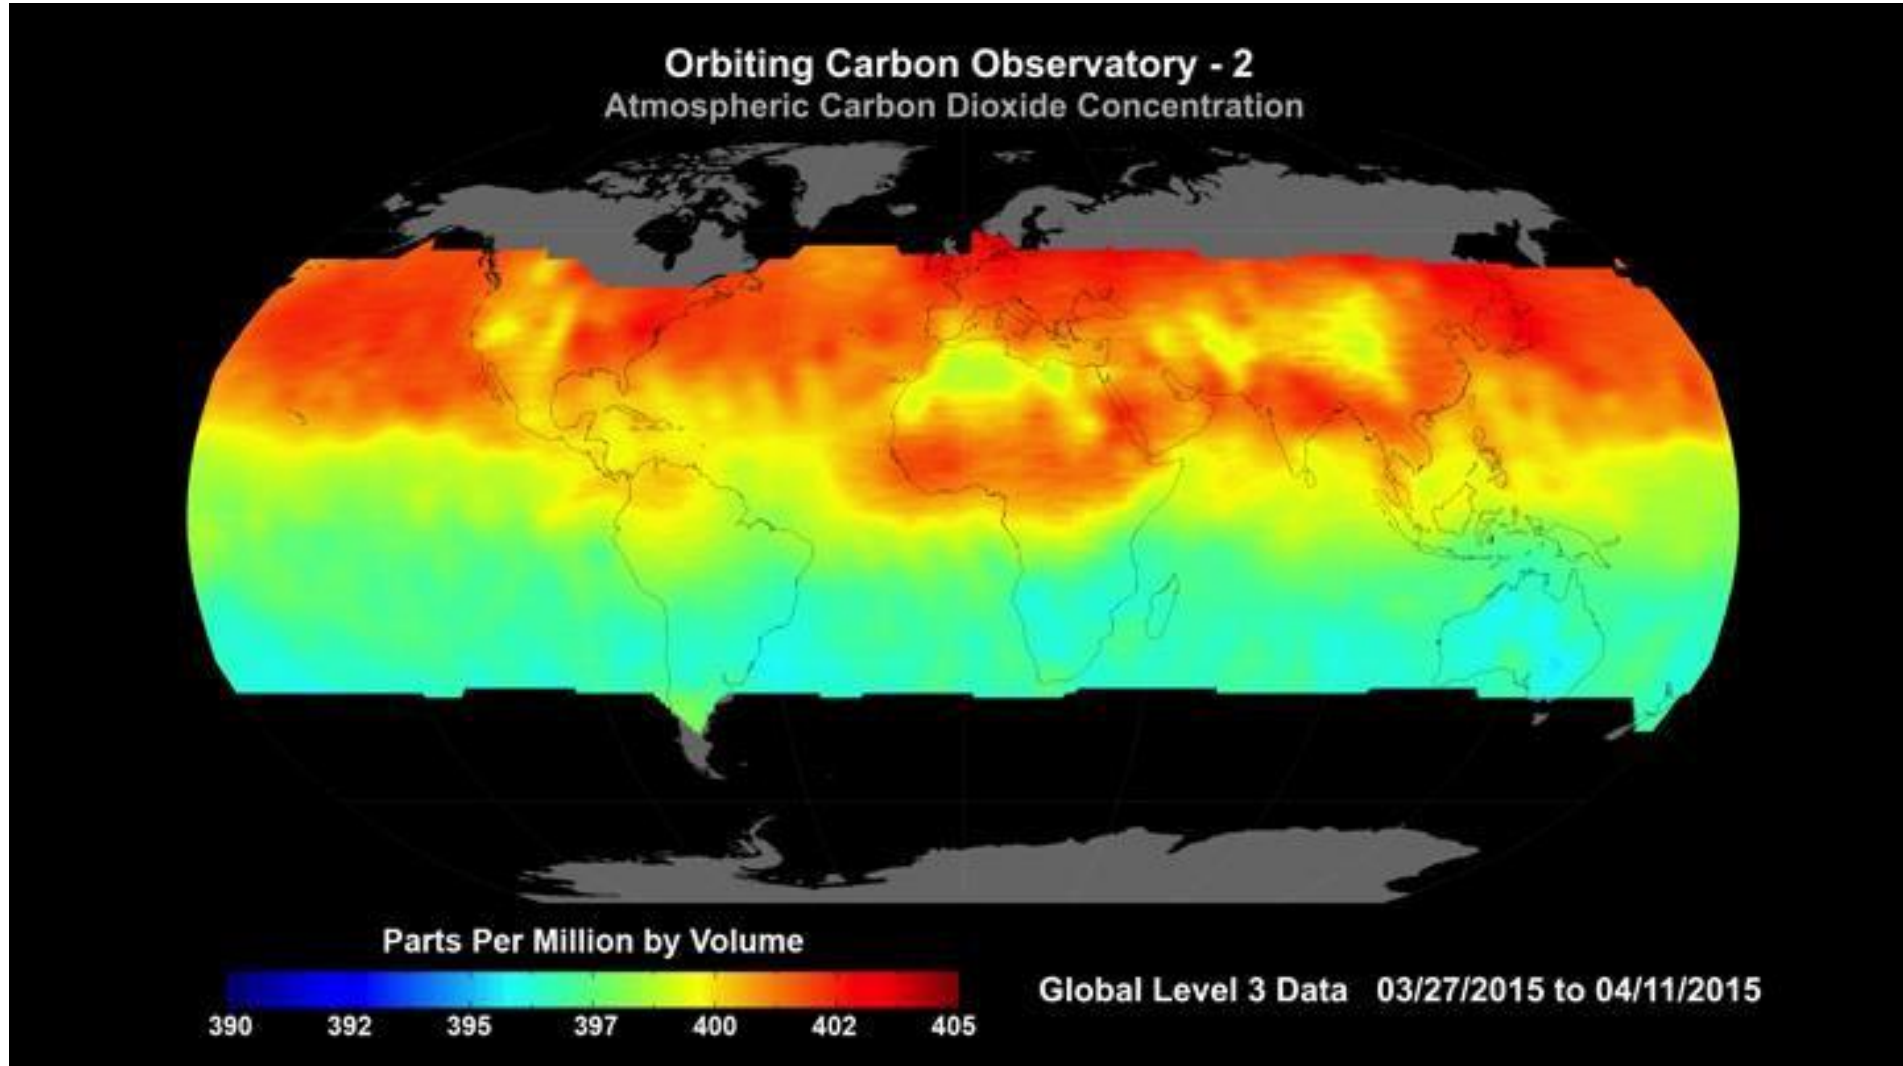 Orbiting Carbon Observatory - 2
Atmospheric Carbon Dioxide Concentration
Parts Per Million by Volume
390 392 395 397 400 402 405
Global Level 3 Data 03/27/2015 to 04/11/2015